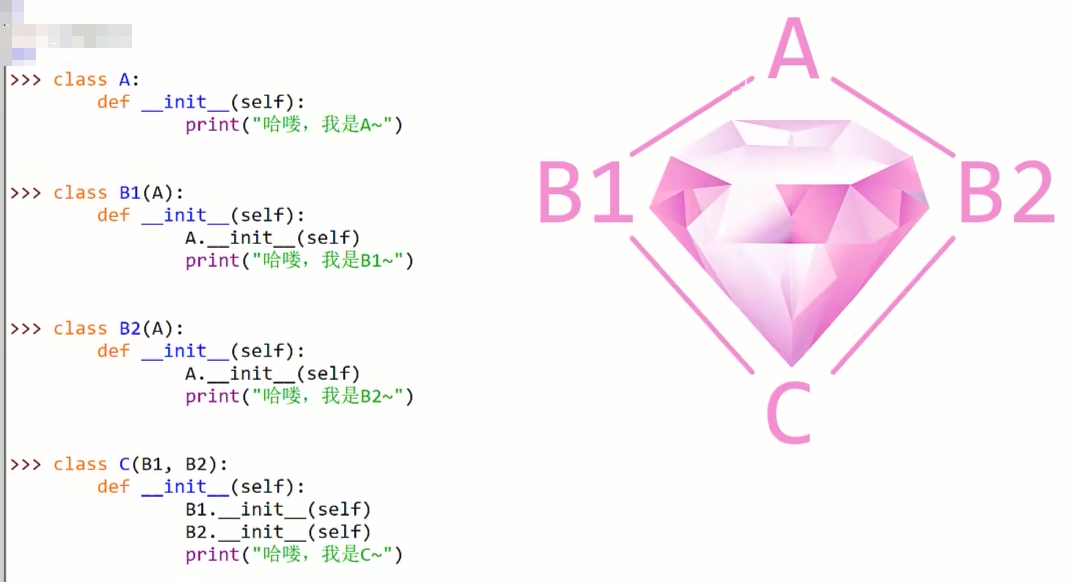 >>> class A:
def __init__(self):
print("哈喽，我是A~")
>>> class B1(A):
def __init__(self):
A.__init__(self)
print("哈喽，我是B1~")
>>> class B2(A):
def __init__(self):
A.__init__(self)
print("哈喽，我是B2~")
>>> class C(B1, B2):
def __init__(self):
B1.__init__(self)
B2.__init__(self)
print("哈喽，我是C~")
A
B1
B2
C